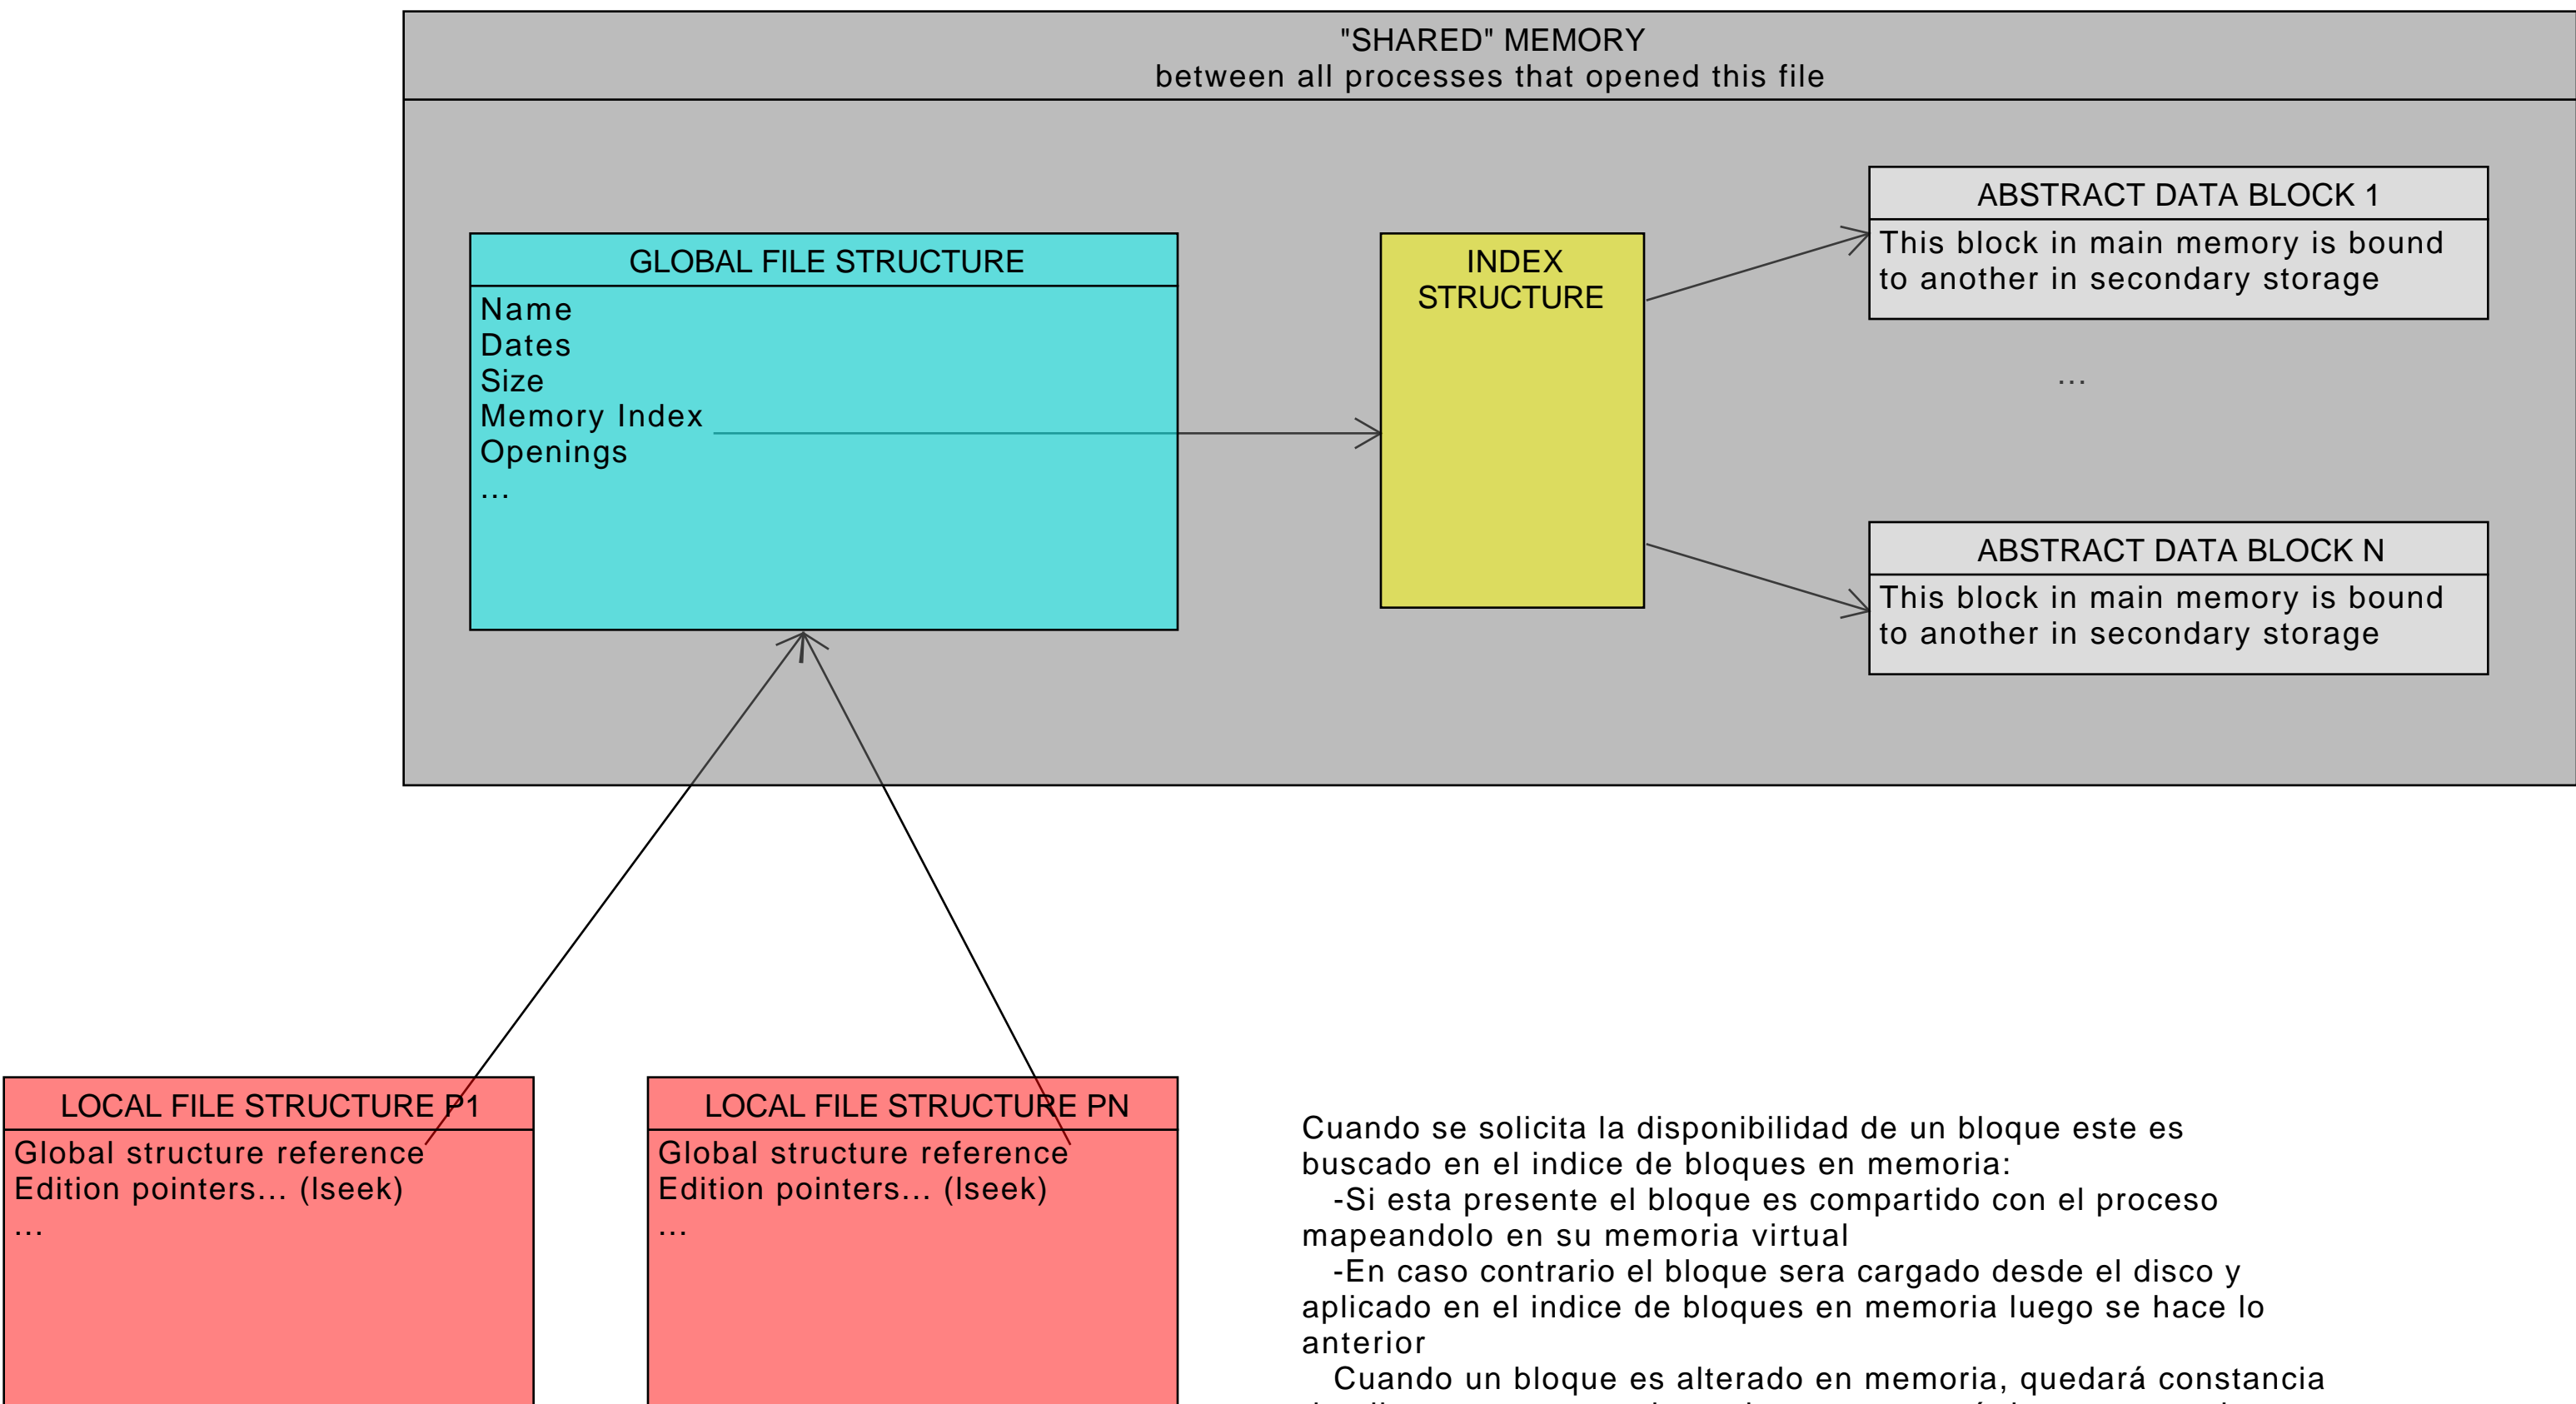 "SHARED" MEMORY
between all processes that opened this file
GLOBAL FILE STRUCTURE
Name
Dates
Size
Memory Index
Openings
...
INDEX
STRUCTURE
ABSTRACT DATA BLOCK 1
This block in main memory is bound
to another in secondary storage
...
ABSTRACT DATA BLOCK N
This block in main memory is bound
to another in secondary storage
LOCAL FILE STRUCTURE P1
Global structure reference
Edition pointers... (lseek)
...
LOCAL FILE STRUCTURE PN
Global structure reference
Edition pointers... (lseek)
...
Cuando se solicita la disponibilidad de un bloque este es
buscado en el indice de bloques en memoria:
-Si esta presente el bloque es compartido con el proceso
mapeandolo en su memoria virtual
-En caso contrario el bloque sera cargado desde el disco y
aplicado en el indice de bloques en memoria luego se hace lo
anterior
Cuando un bloque es alterado en memoria, quedará constancia